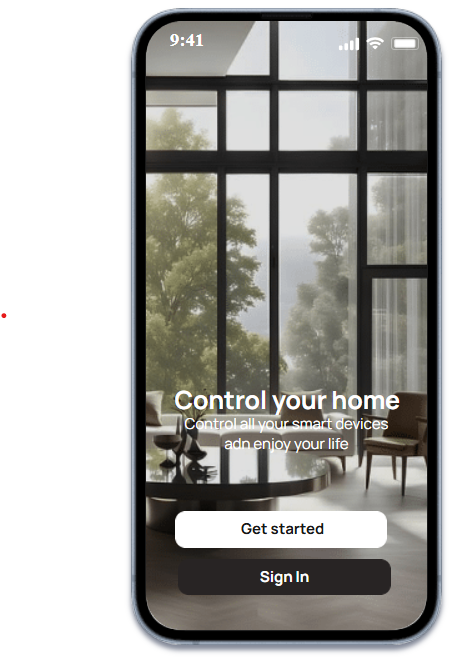 9:41
Control your home
Control all your smart devices
adn enjoy your life
Get started
Sign In